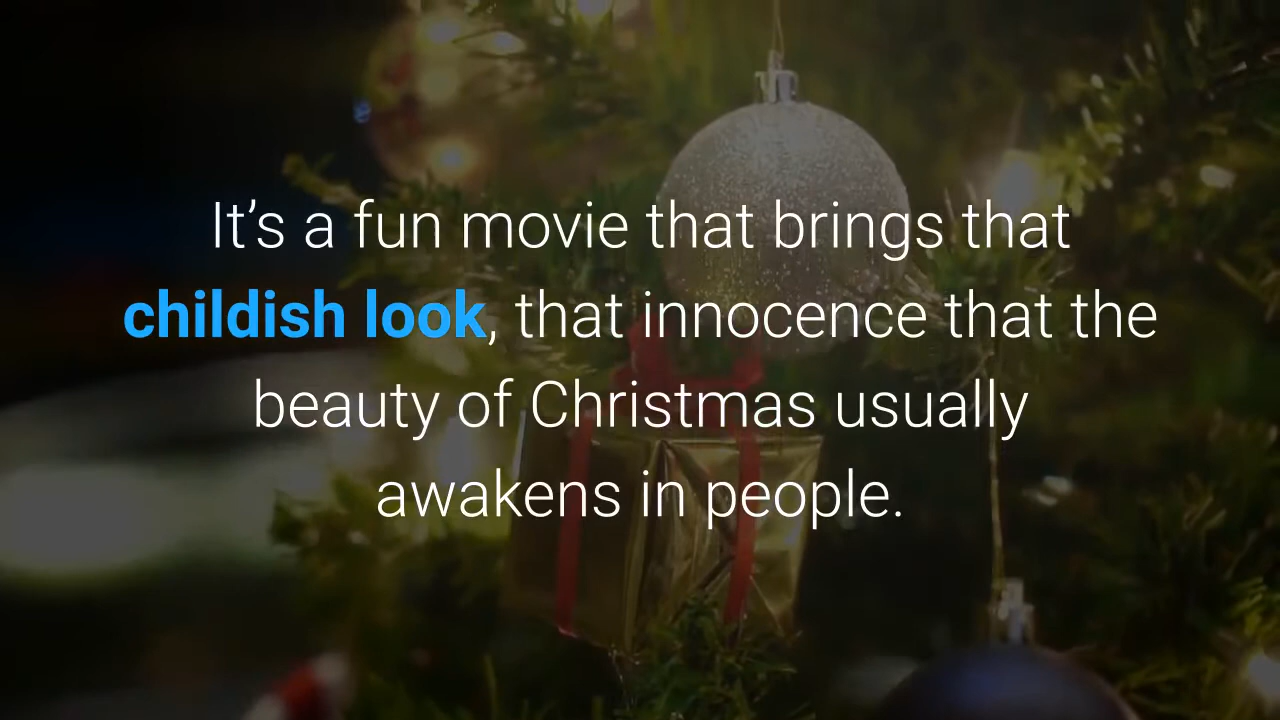 It’s a fun movie that brings that
childish look, that innocence that the
beauty of Christmas usually
awakens in people.